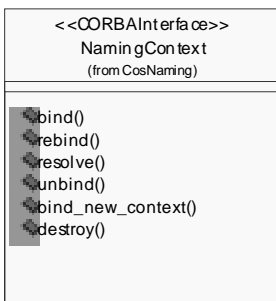 <<CORBAInterface>>
NamingContext
(from CosNaming)
bind()
rebind()
resolve()
unbind()
bind_new_context()
destroy()